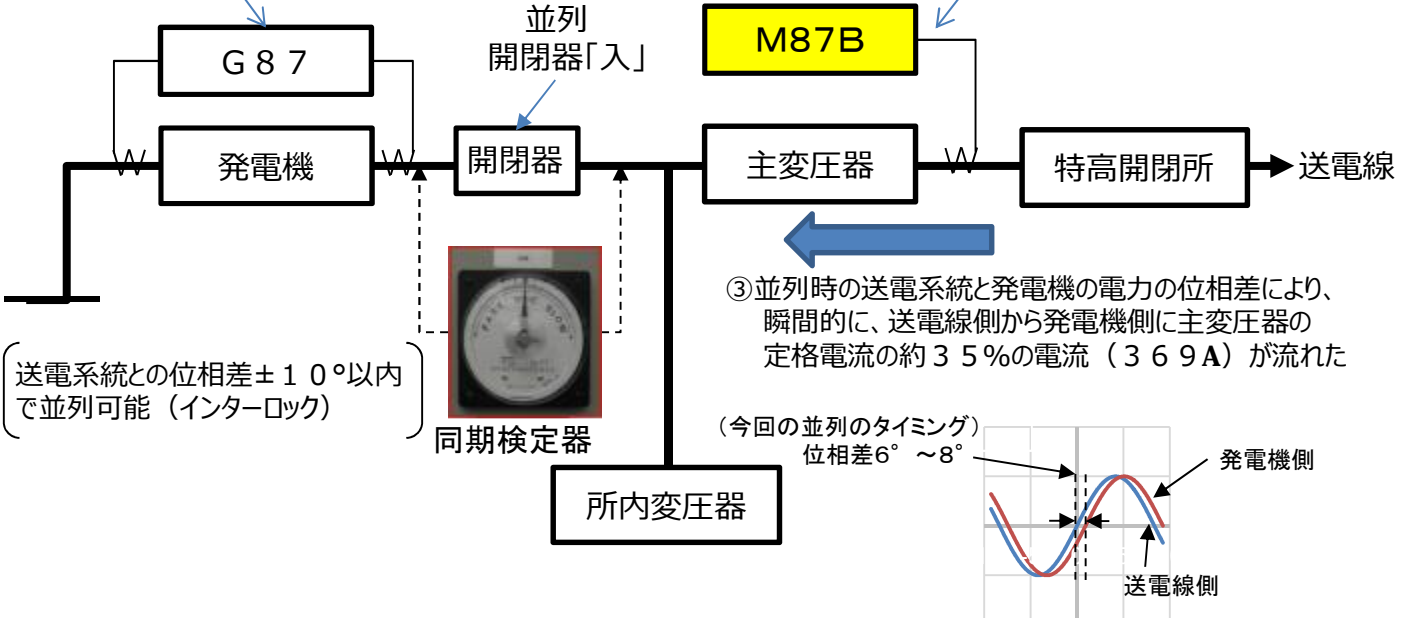 並列
開閉器「入」
G87
M87B
発電機
開閉器
主変圧器
特高開閉所
送電線
③並列時の送電系統と発電機の電力の位相差により、
瞬間的に、送電線側から発電機側に主変圧器の
定格電流の約35%の電流（369A）が流れた
送電系統との位相差±10°以内
で並列可能（インターロック）
SLOW
同期検定器
（今回の並列のタイミング）
位相差6°～8°
発電機側
送電線側
所内変圧器